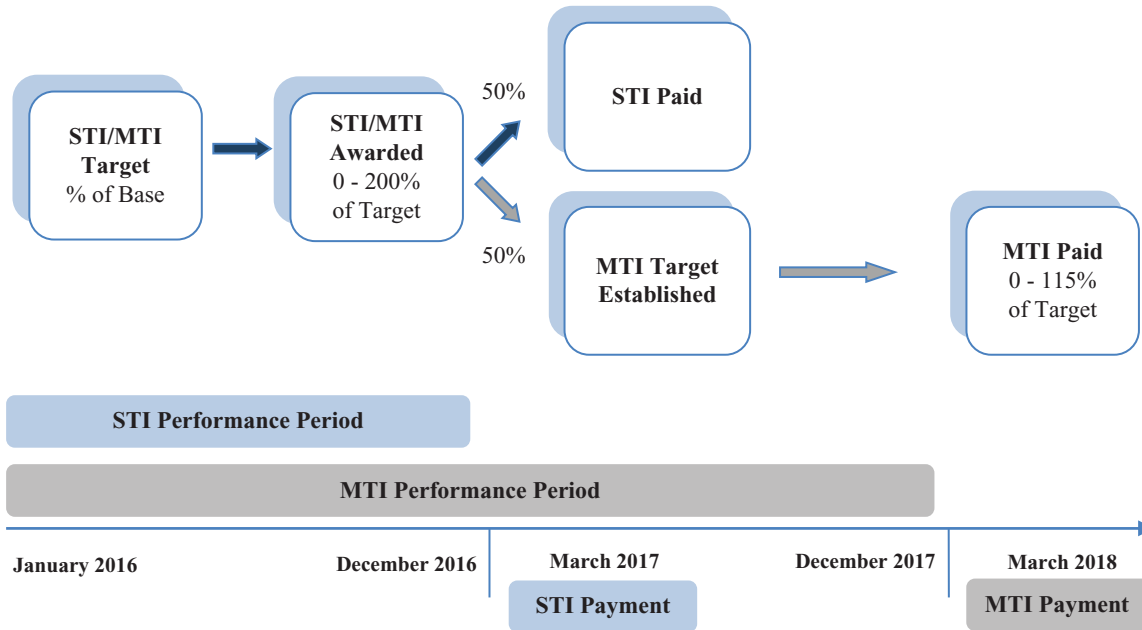 STI/MTI
Target
% of Base
STI/MTI
Awarded
0 - 200%
of Target
50%
STI Paid
50%
MTI Target
Established
MTI Paid
0 - 115%
of Target
STI Performance Period
MTI Performance Period
January 2016
December 2016
March 2017
December 2017
March 2018
STI Payment
MTI Payment